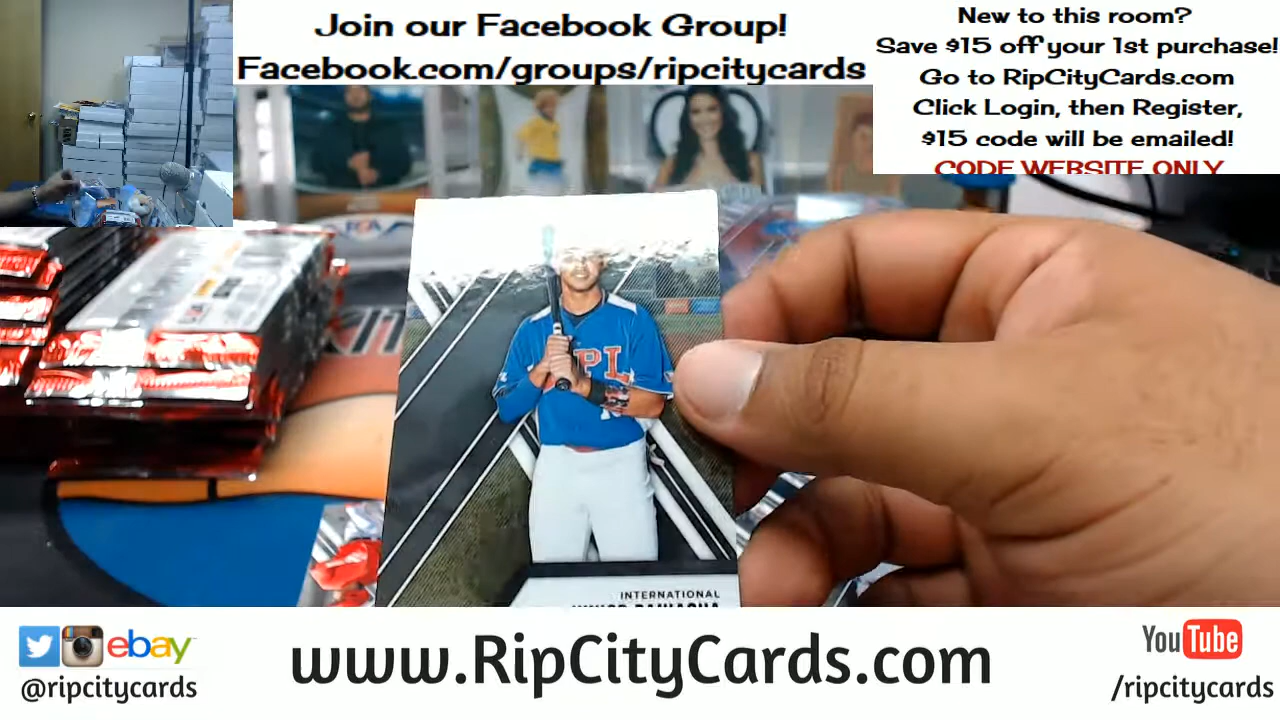 Join our Facebook Group!
Facebook.com/groups/ripcitycards
New to this room?
Save $15 off your 1st purchase!
Go to RipCityCards.com
Click Login, then Register,
$15 code will be emailed!
CODE WEBSITE ONLY
PL
INTERNATIONAL
ebay
@ripcitycards
www.RipCityCards.com
YouTube
/ripcitycards